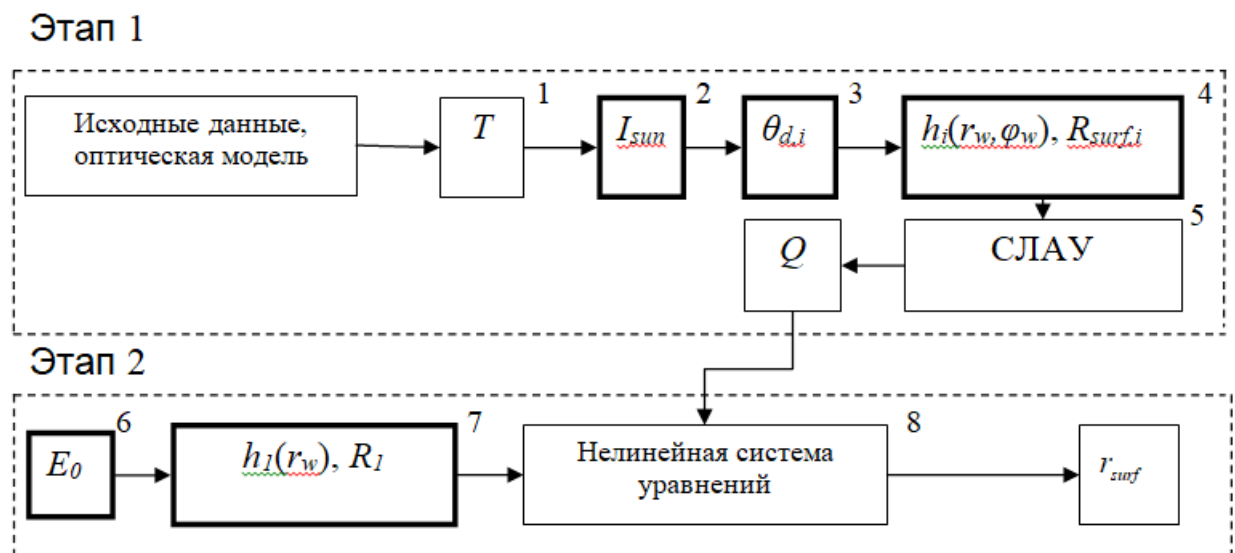 Этап 1
Исходные данные,
оптическая модель
T
1
I_sun
2
θ_d,i
3
h_i(r_w,φ_w), R_surf,i
4
5
Q
СЛАУ
Этап 2
6
E_0
h_1(r_w), R_1
7
Нелинейная система
уравнений
8
r_surf